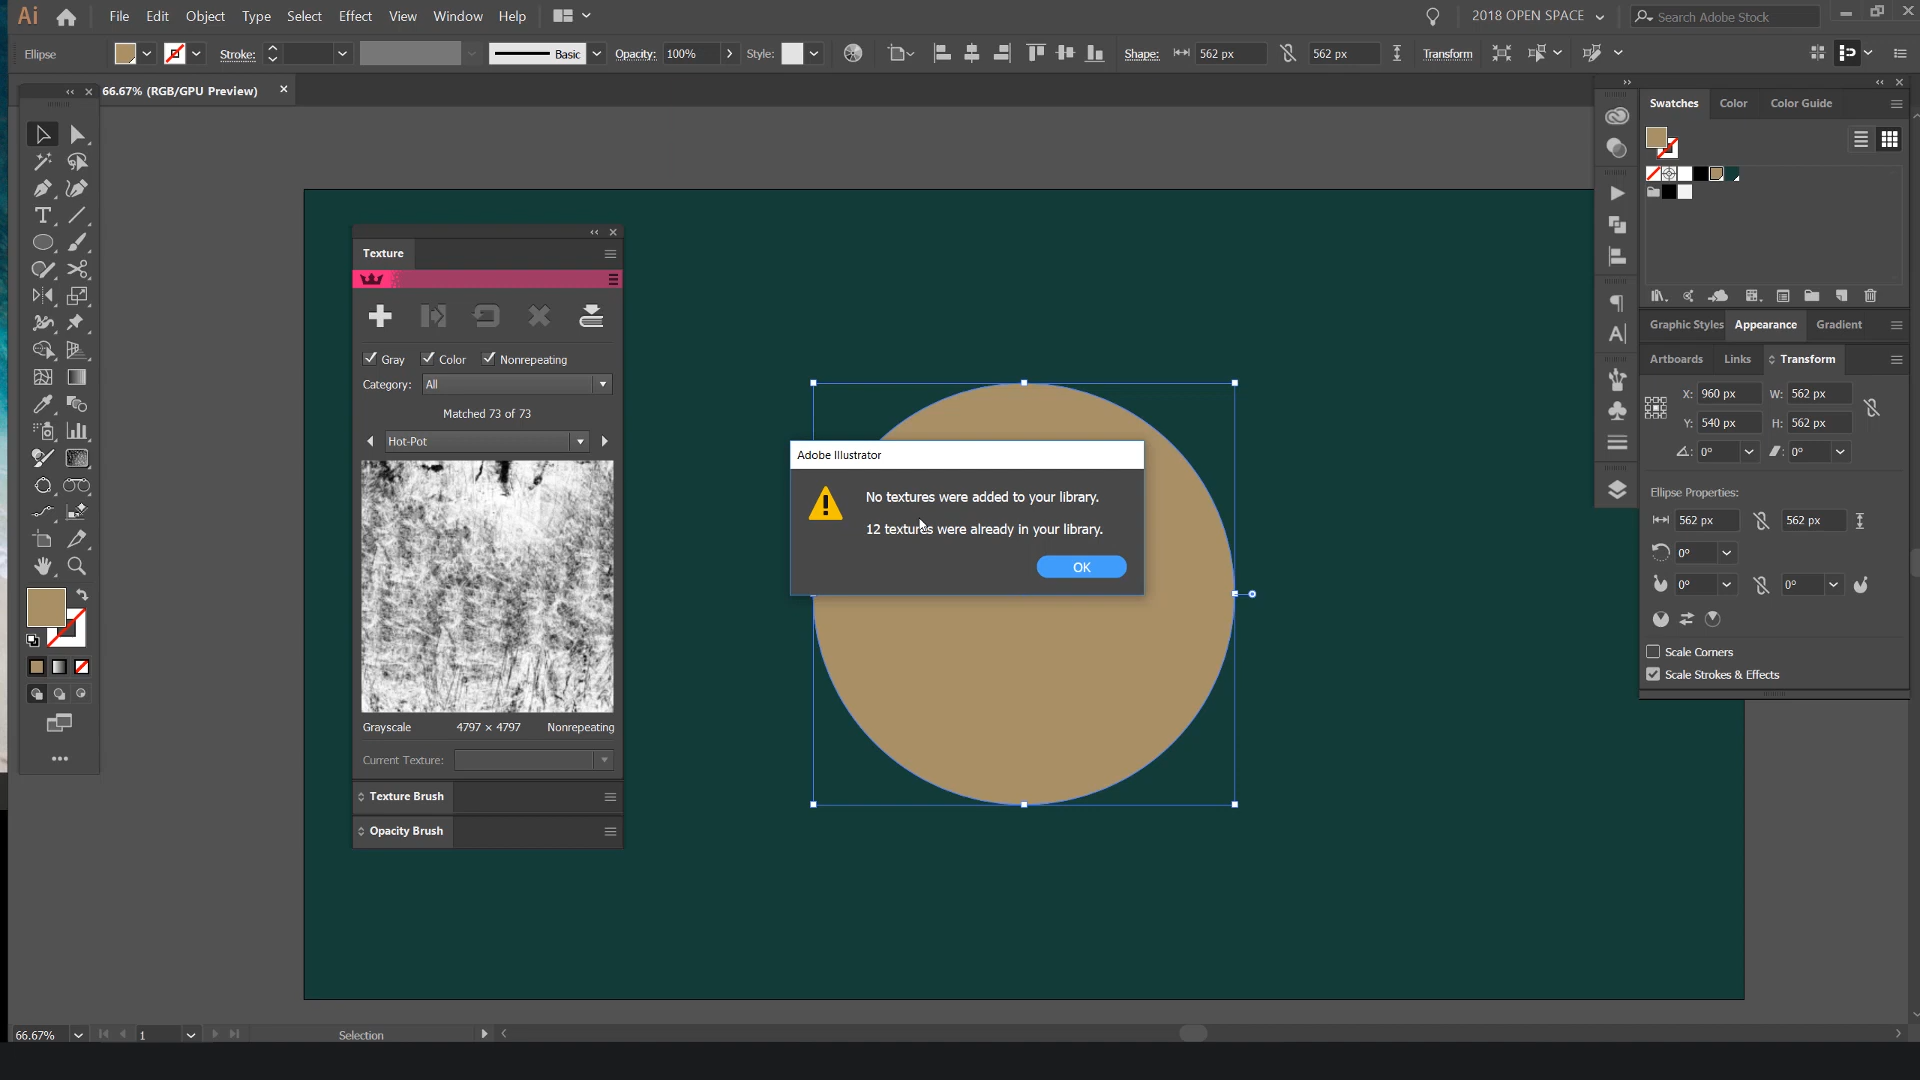 Ai File Edit Object Type Select Effect View Window Help 2018 OPEN SPACE Search Adobe Stock
Ellipse Stroke: Basic Opacity: 100% Style: Shape: 562 px 562 px Transform
66.67% (RGB/GPU Preview)
Texture
Gray Color Nonrepeating
Category: All
Matched 73 of 73
Hot-Pot
Grayscale 4797 × 4797 Nonrepeating
Current Texture:
Texture Brush
Opacity Brush
Adobe Illustrator
No textures were added to your library.
12 textures were already in your library.
OK
Swatches Color Color Guide
Graphic Styles Appearance Gradient
Artboards Links Transform
X: 960 px W: 562 px
Y: 540 px H: 562 px
0° 0°
Ellipse Properties:
562 px 562 px
0°
0° 0°
Scale Corners
Scale Strokes & Effects
66.67% 1 Selection